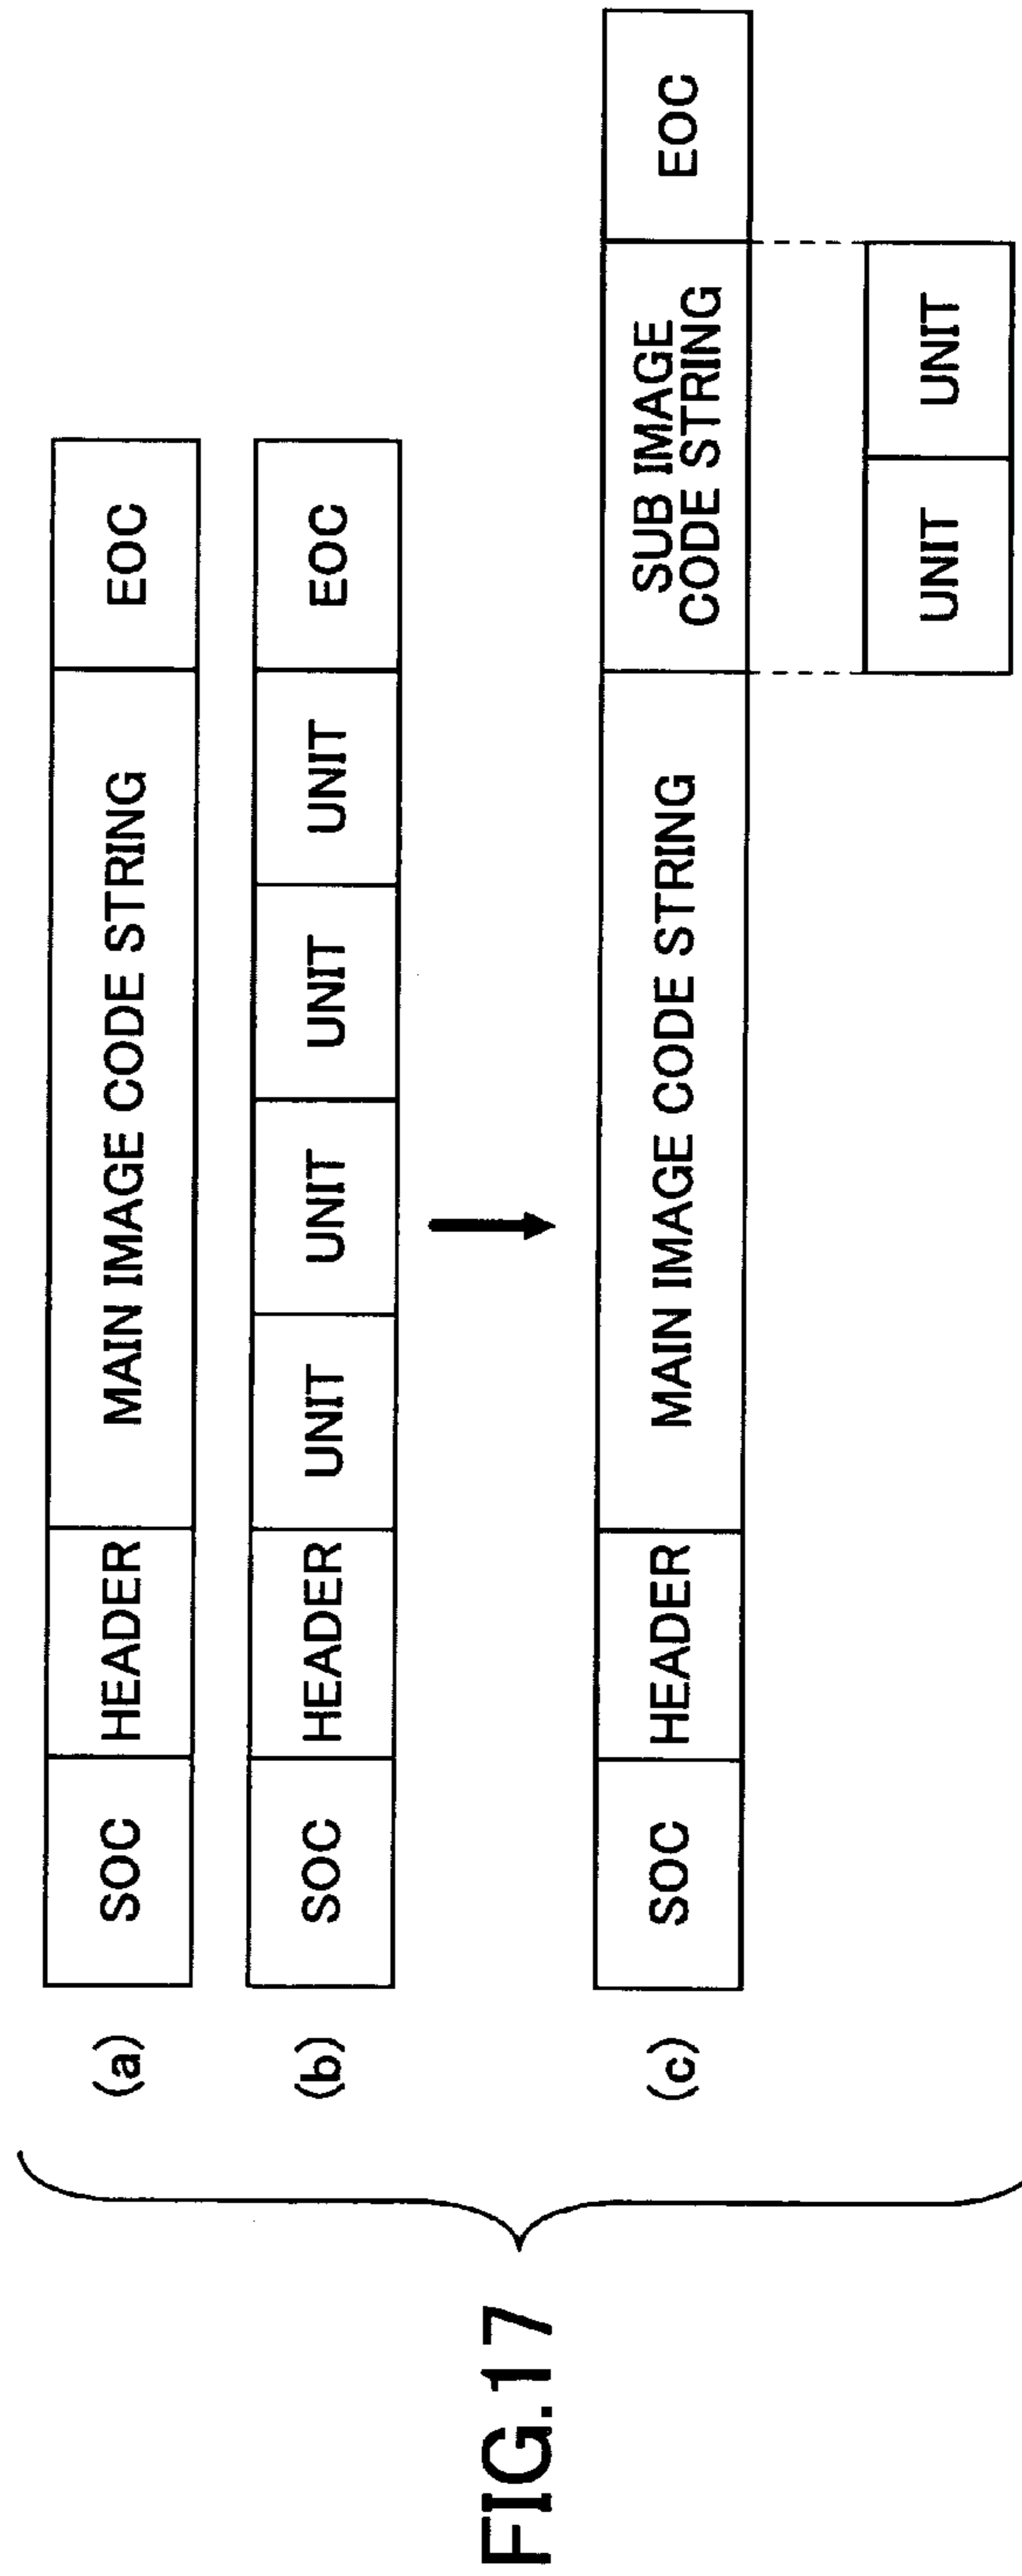 FIG.17
(a)
SOC
HEADER
MAIN IMAGE CODE STRING
EOC
(b)
SOC
HEADER
UNIT
UNIT
UNIT
UNIT
EOC
(c)
SOC
HEADER
MAIN IMAGE CODE STRING
SUB IMAGE
CODE STRING
EOC
UNIT
UNIT